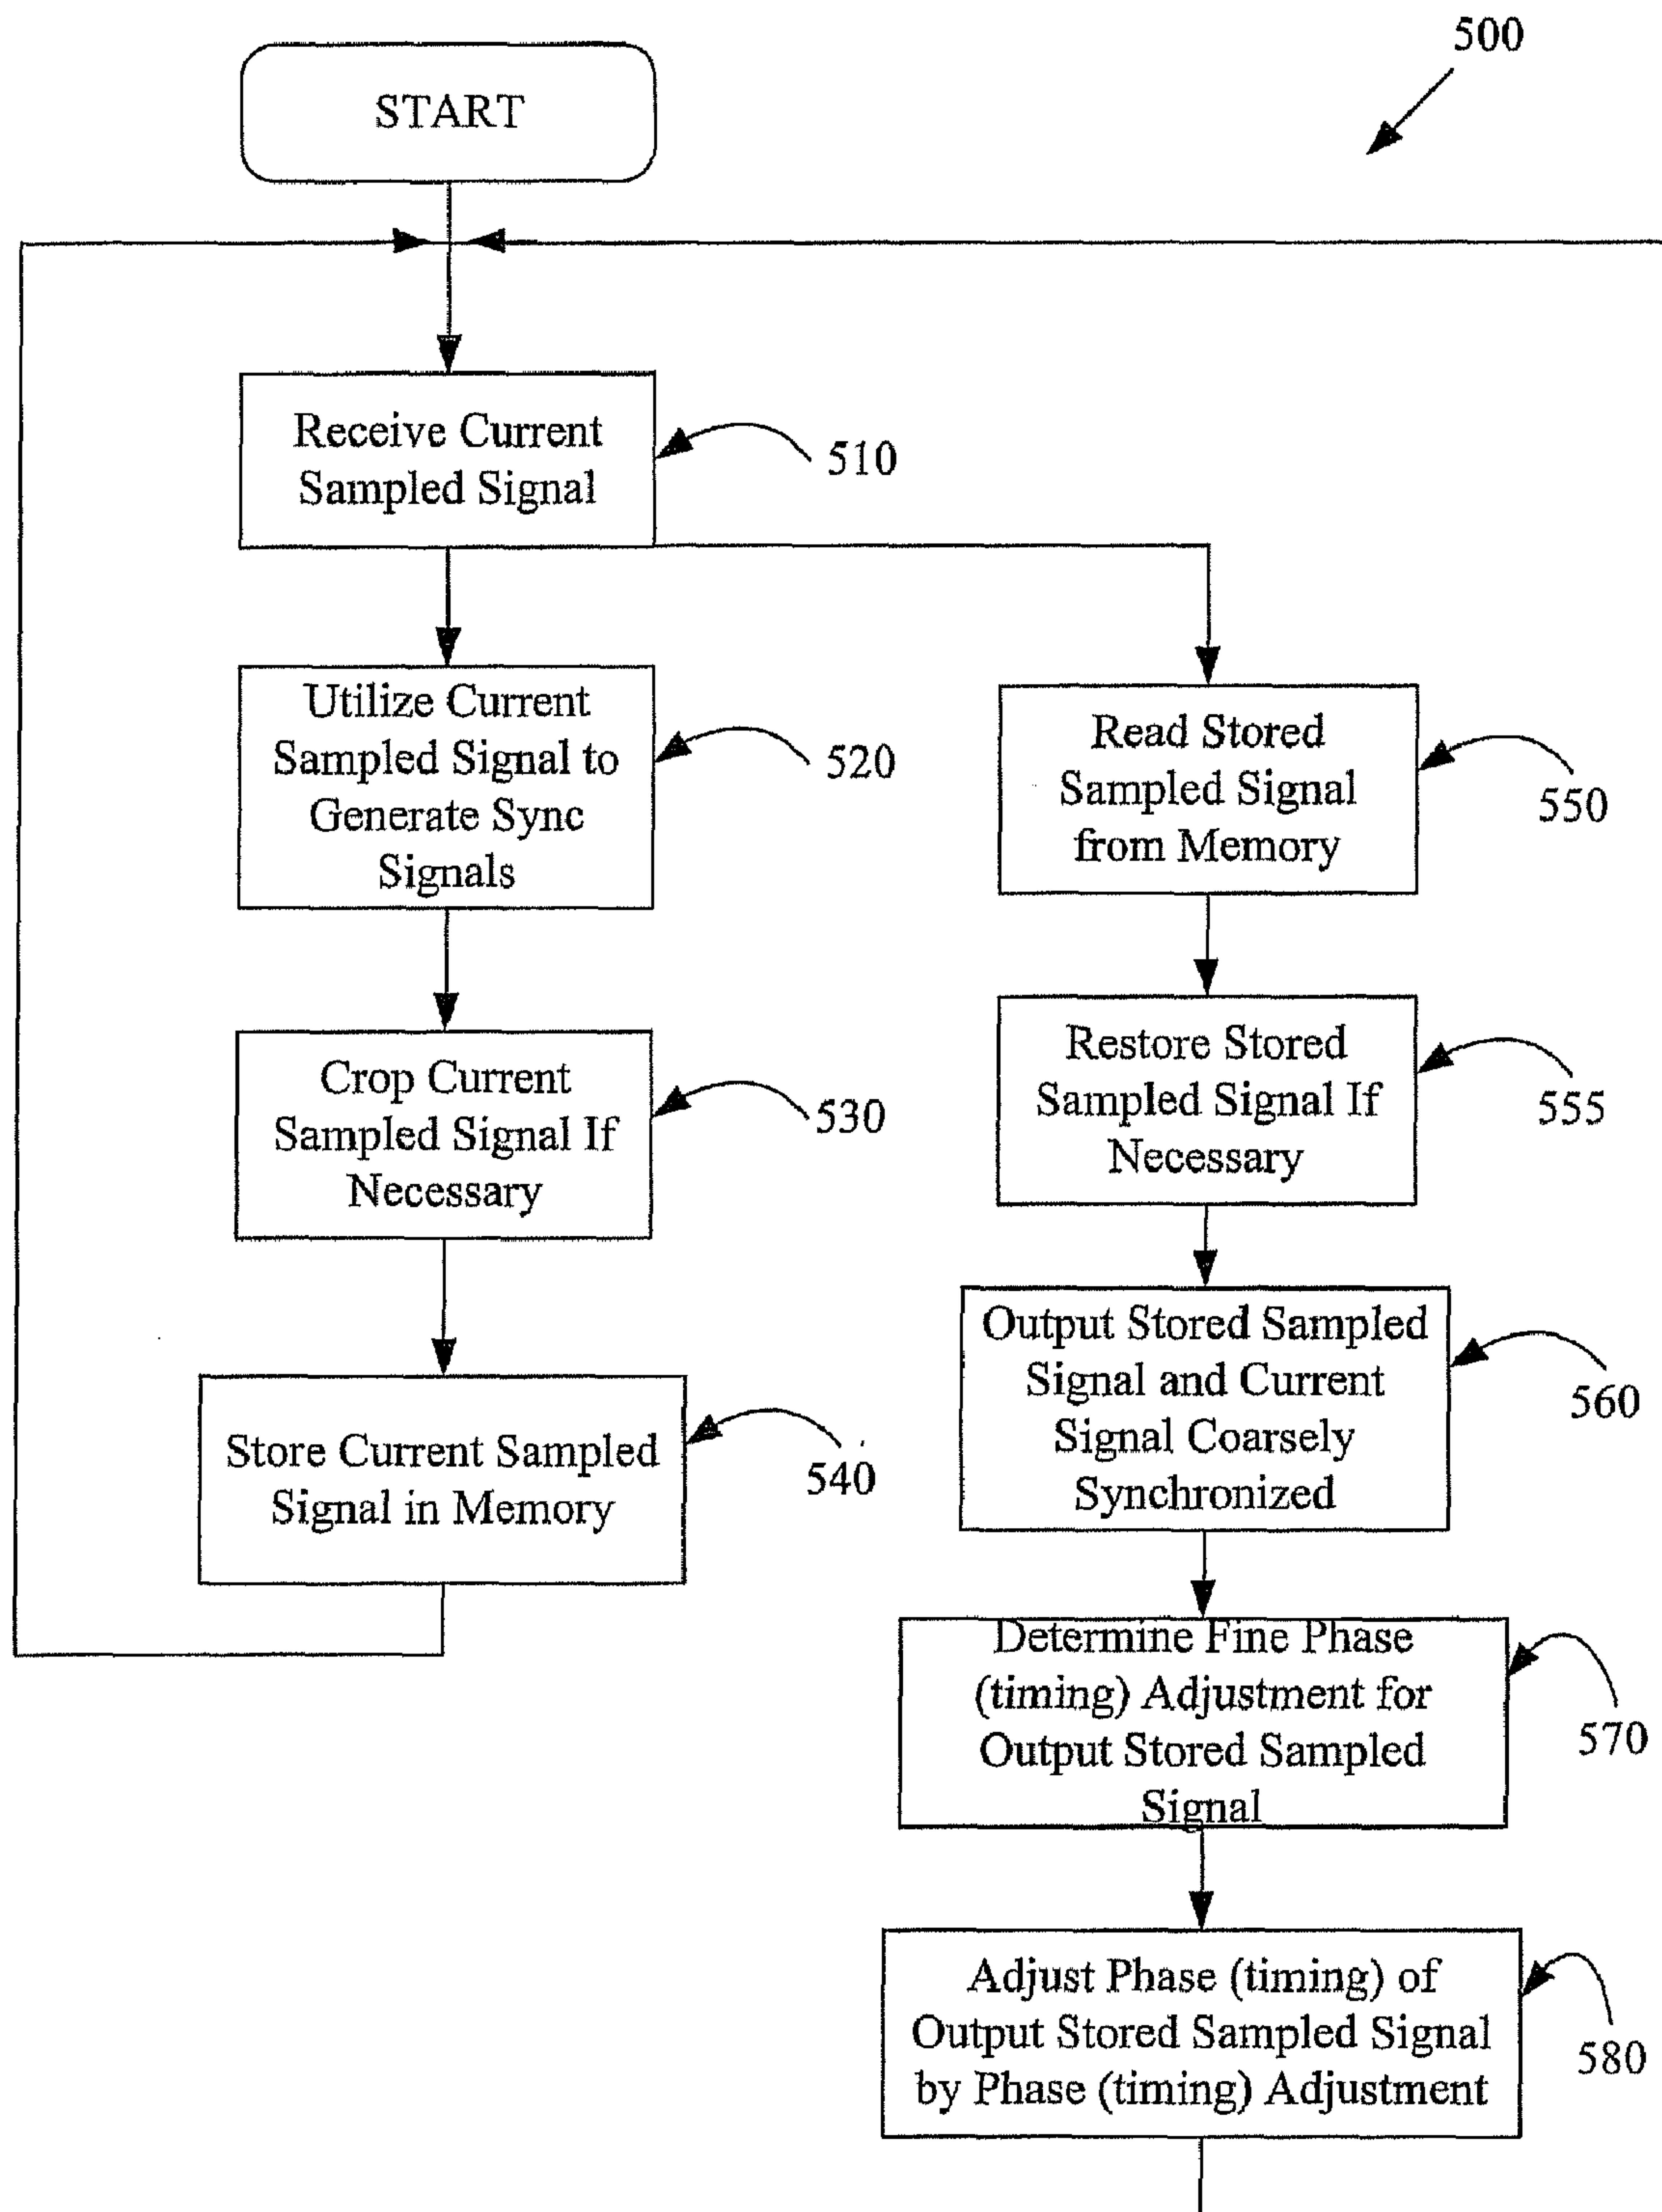 500
START
Receive Current
Sampled Signal
510
Utilize Current
Sampled Signal to
Generate Sync
Signals
520
Crop Current
Sampled Signal If
Necessary
530
Store Current Sampled
Signal in Memory
540
Read Stored
Sampled Signal
from Memory
550
Restore Stored
Sampled Signal If
Necessary
555
Output Stored Sampled
Signal and Current
Signal Coarsely
Synchronized
560
Determine Fine Phase
(timing) Adjustment for
Output Stored Sampled
Signal
570
Adjust Phase (timing) of
Output Stored Sampled Signal
by Phase (timing) Adjustment
580